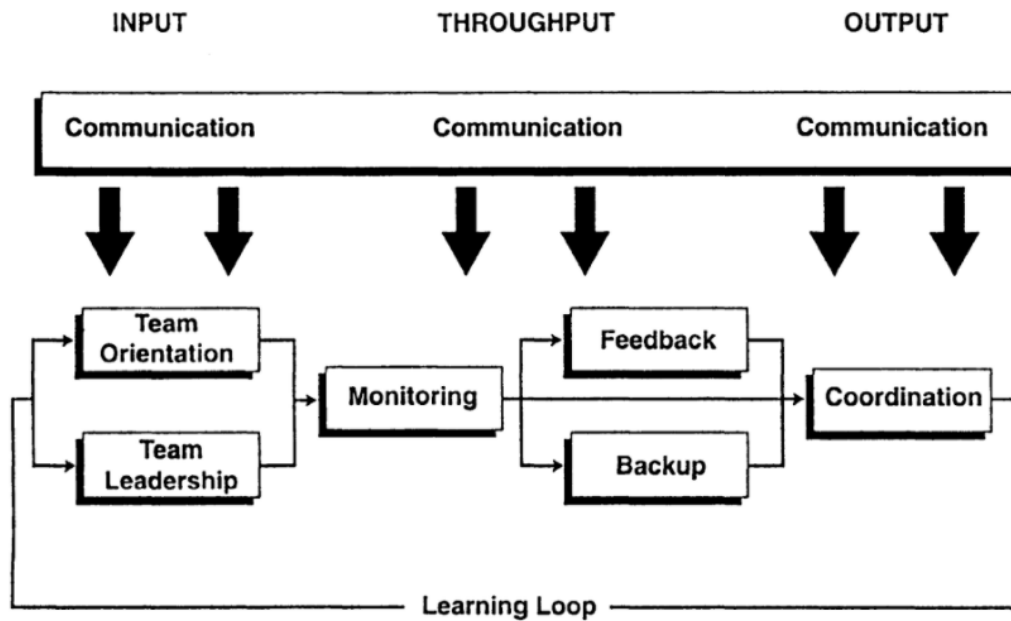 INPUT THROUGHPUT OUTPUT
Communication Communication Communication
Team
Orientation
Team
Leadership
Monitoring
Feedback
Backup
Coordination
Learning Loop